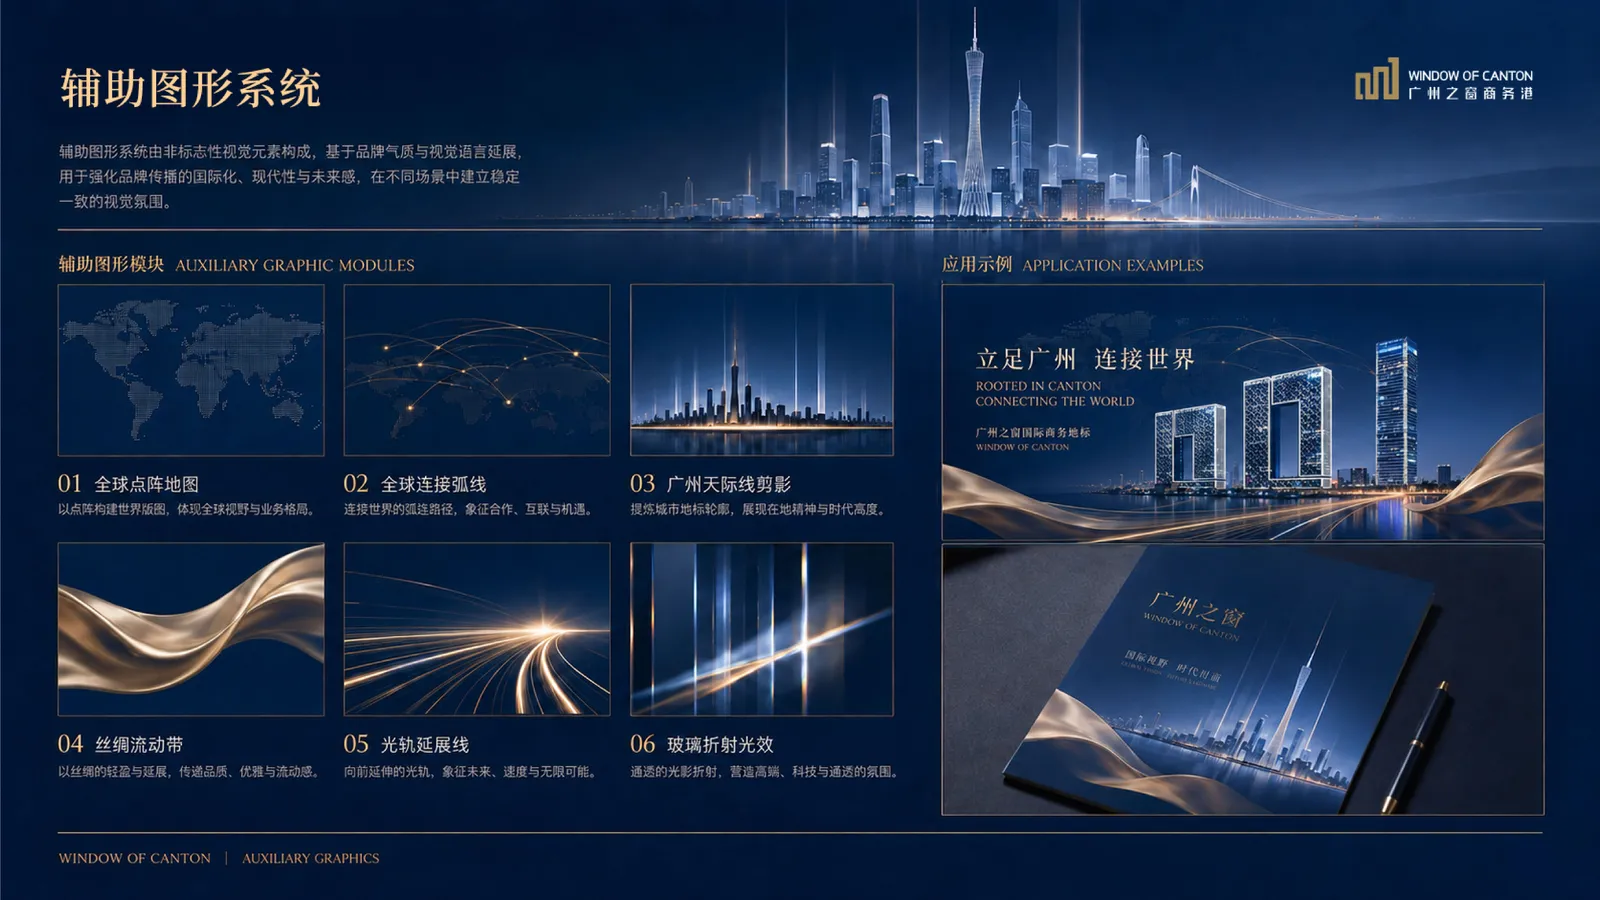 辅助图形系统
WINDOW OF CANTON
广州之窗商务港
辅助图形系统由非标志性视觉元素构成，基于品牌气质与视觉语言延展，
用于强化品牌传播的国际化、现代性与未来感，在不同场景中建立稳定
一致的视觉氛围。
辅助图形模块 AUXILIARY GRAPHIC MODULES
01 全球点阵地图
以点阵构建世界版图，体现全球视野与业务格局。
02 全球连接弧线
连接世界的弧连路径，象征合作、互联与机遇。
03 广州天际线剪影
提炼城市地标轮廓，展现在地精神与时代高度。
04 丝绸流动带
以丝绸的轻盈与延展，传递品质、优雅与流动感。
05 光轨延展线
向前延伸的光轨，象征未来、速度与无限可能。
06 玻璃折射光效
通透的光影折射，营造高端、科技与通透的氛围。
应用示例 APPLICATION EXAMPLES
立足广州 连接世界
ROOTED IN CANTON
CONNECTING THE WORLD
广州之窗国际商务地标
WINDOW OF CANTON
广州之窗
WINDOW OF CANTON
国际视野 时代
WINDOW OF CANTON | AUXILIARY GRAPHICS